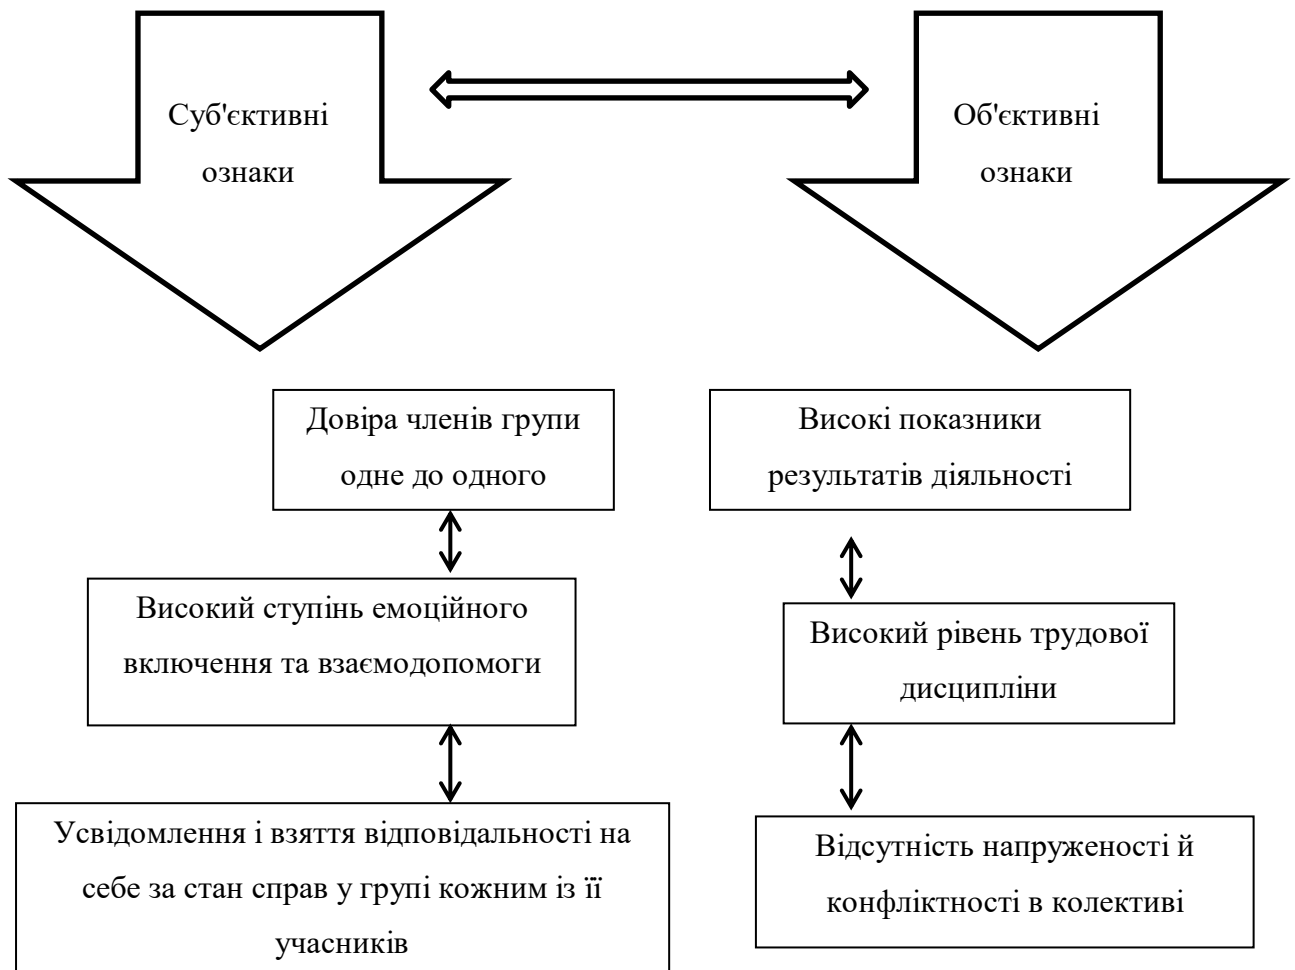 Суб'єктивні
ознаки
Об'єктивні
ознаки
Довіра членів групи
одне до одного
Високий ступінь емоційного
включення та взаємодопомоги
Усвідомлення і взяття відповідальності на
себе за стан справ у групі кожним із її
учасників
Високі показники
результатів діяльності
Високий рівень трудової
дисципліни
Відсутність напруженості й
конфліктності в колективі